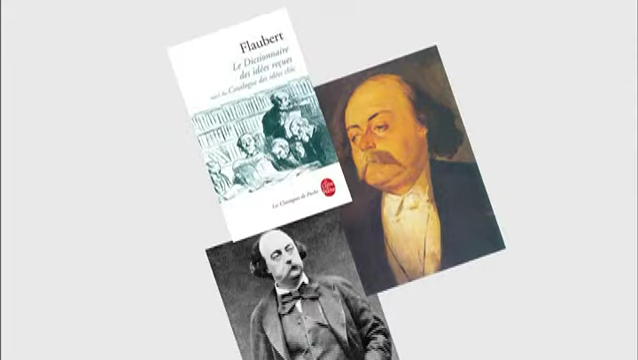 Flaubert
Le Dictionnaire
des idées reçues
suivi du Catalogue des idées chic
Les Classiques de Poche